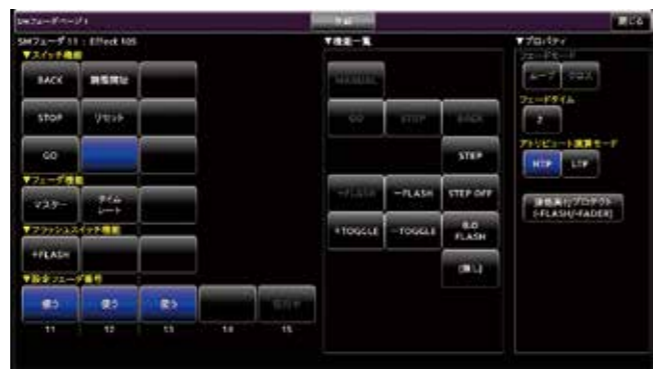 SMフェーダページ1
閉じる
SMフェーダ11 : Effect 105
▼スイッチ機能
BACK
STOP
リセット
GO
▼フェーダ機能
マスター
タイム
レート
▼フラッシュスイッチ機能
+FLASH
▼設定フェーダ番号
使う
使う
使う
11
12
13
14
15
▼機能一覧
MANUAL
GO
STOP
BACK
STEP
+FLASH
−FLASH
STEP OFF
+TOGGLE
−TOGGLE
B.O
FLASH
(無し)
▼プロパティ
フェードモード
ループ
クロス
フェードタイム
2
アトリビュート演算モード
HTP
LTP
(-FLASH/-FADER)